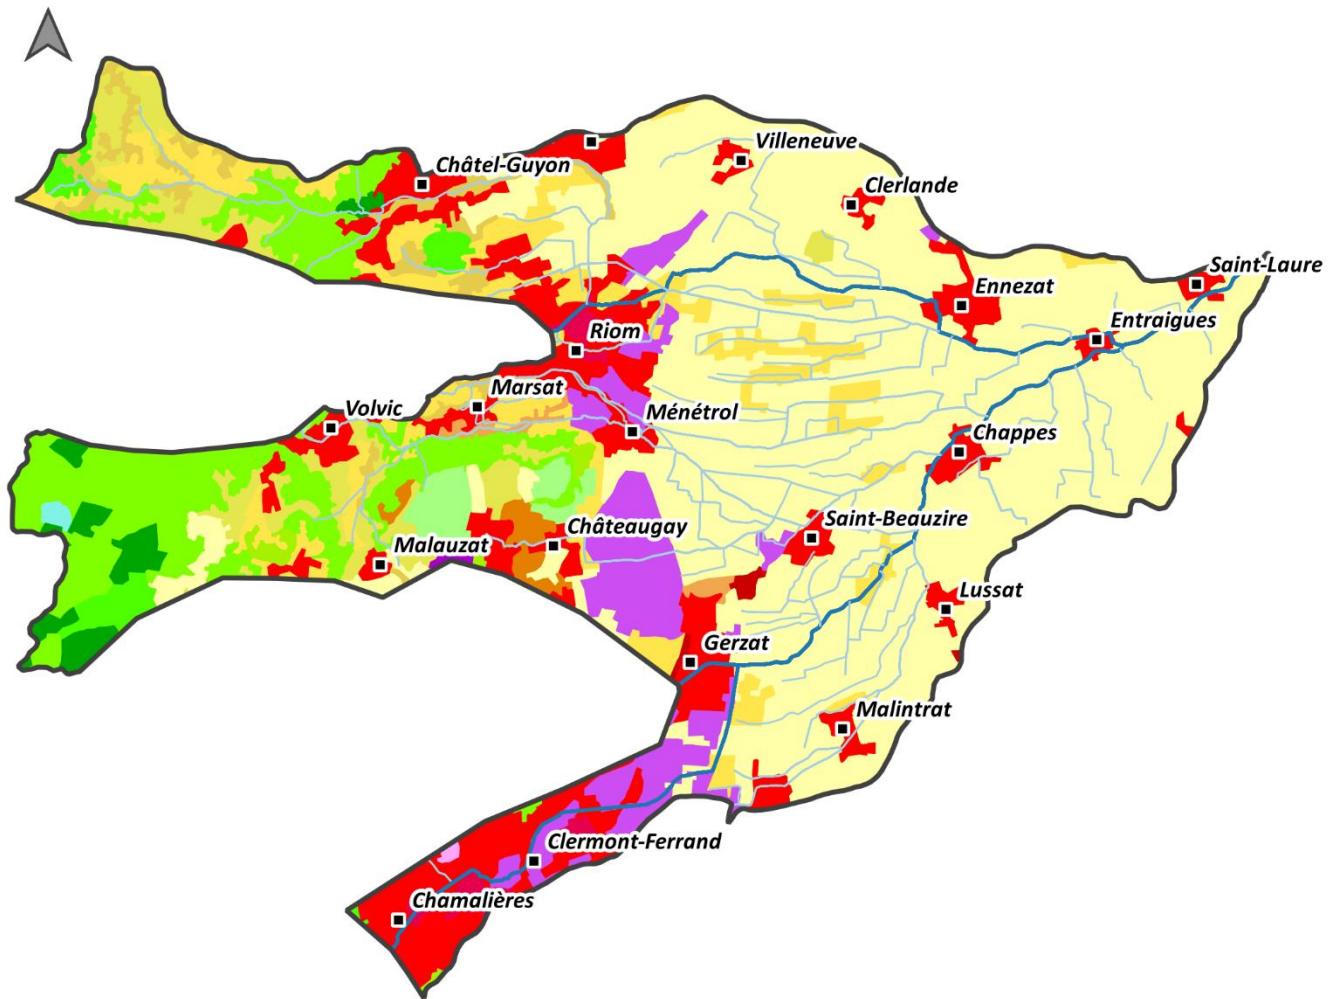 Villeneuve
Châtel-Guyon
Clerlande
Saint-Laure
Ennezat
Entraigues
Riom
Marsat
Volvic
Ménétrol
Chappes
Saint-Beauzire
Châteaugay
Malauzat
Lussat
Gerzat
Malintrat
Clermont-Ferrand
Chamalières